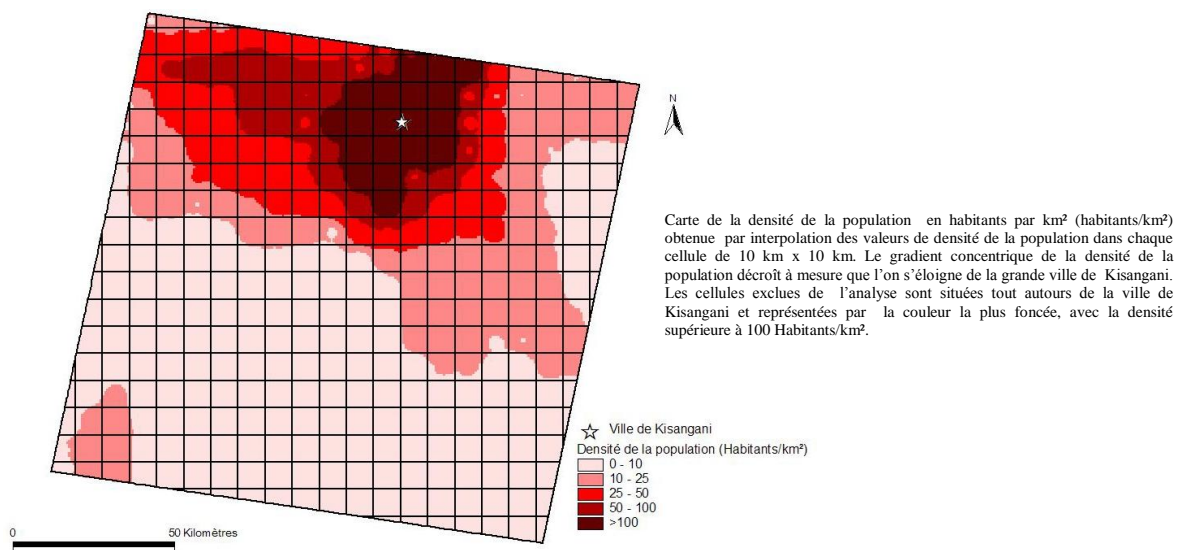 N
Carte de la densité de la population en habitants par km² (habitants/km²)
obtenue par interpolation des valeurs de densité de la population dans chaque
cellule de 10 km x 10 km. Le gradient concentrique de la densité de la
population décroît à mesure que l'on s'éloigne de la grande ville de Kisangani.
Les cellules exclues de l'analyse sont situées tout autours de la ville de
Kisangani et représentées par la couleur la plus foncée, avec la densité
supérieure à 100 Habitants/km².
Ville de Kisangani
Densité de la population (Habitants/km²)
0 - 10
10 - 25
25 - 50
50 - 100
>100
0 50 Kilomètres